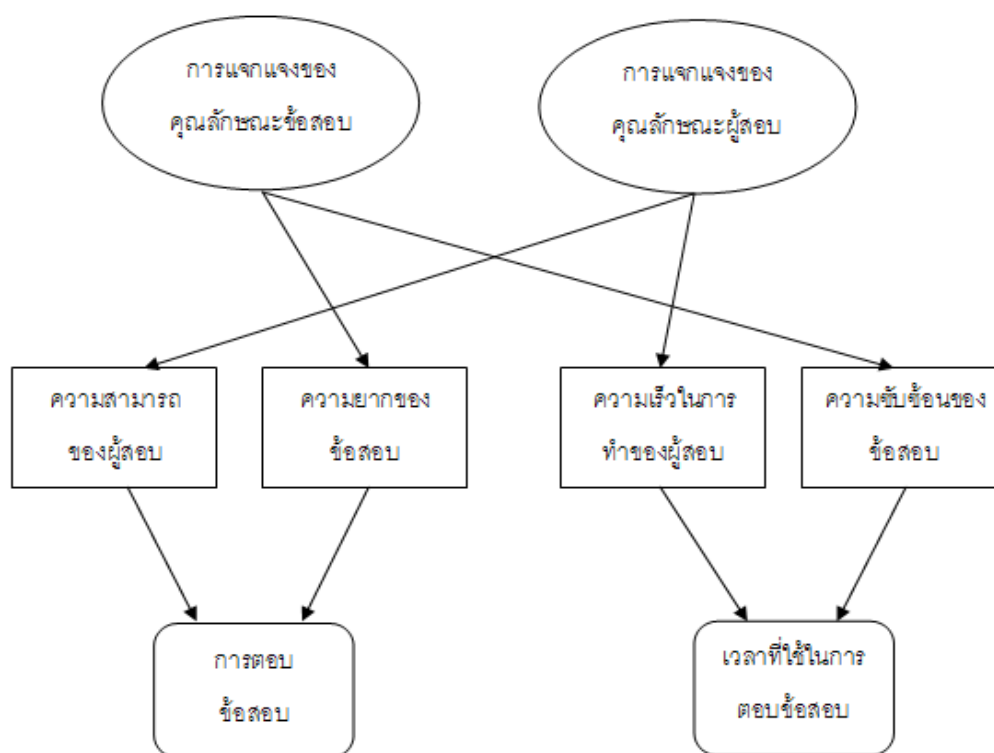 การแจกแจงของ
คุณลักษณะข้อสอบ
การแจกแจงของ
คุณลักษณะผู้สอบ
ความสามารถ
ของผู้สอบ
ความยากของ
ข้อสอบ
ความเร็วในการ
ทำของผู้สอบ
ความซับซ้อนของ
ข้อสอบ
การตอบ
ข้อสอบ
เวลาที่ใช้ในการ
ตอบข้อสอบ